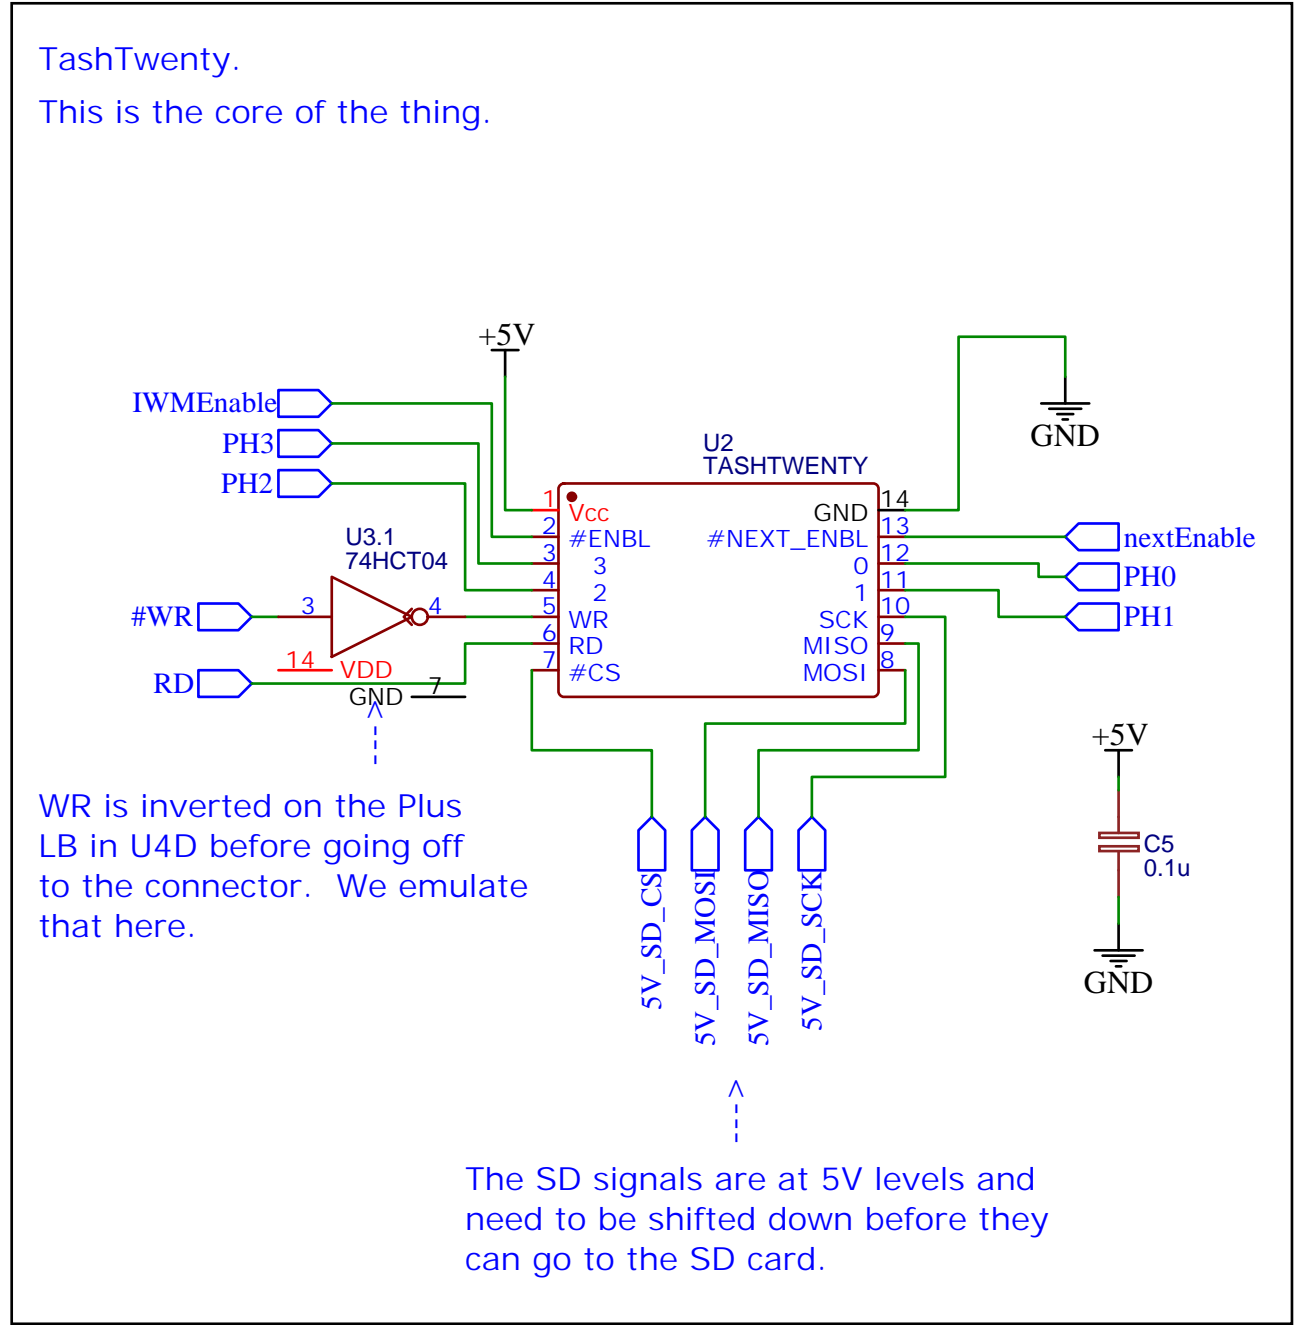 TashTwenty.
This is the core of the thing.
+5V
IWMEnable
PH3
PH2
U3.1
74HCT04
#WR
3
4
14
VDD
RD
GND
7
U2
TASHTWENTY
1
Vcc
2
#ENBL
3
3
4
2
5
WR
6
RD
7
#CS
14
GND
13
#NEXT_ENBL
12
0
11
1
10
SCK
9
MISO
8
MOSI
GND
nextEnable
PH0
PH1
WR is inverted on the Plus
LB in U4D before going off
to the connector.  We emulate
that here.
5V_SD_CS
5V_SD_MOSI
5V_SD_MISO
5V_SD_SCK
+5V
C5
0.1u
GND
The SD signals are at 5V levels and
need to be shifted down before they
can go to the SD card.